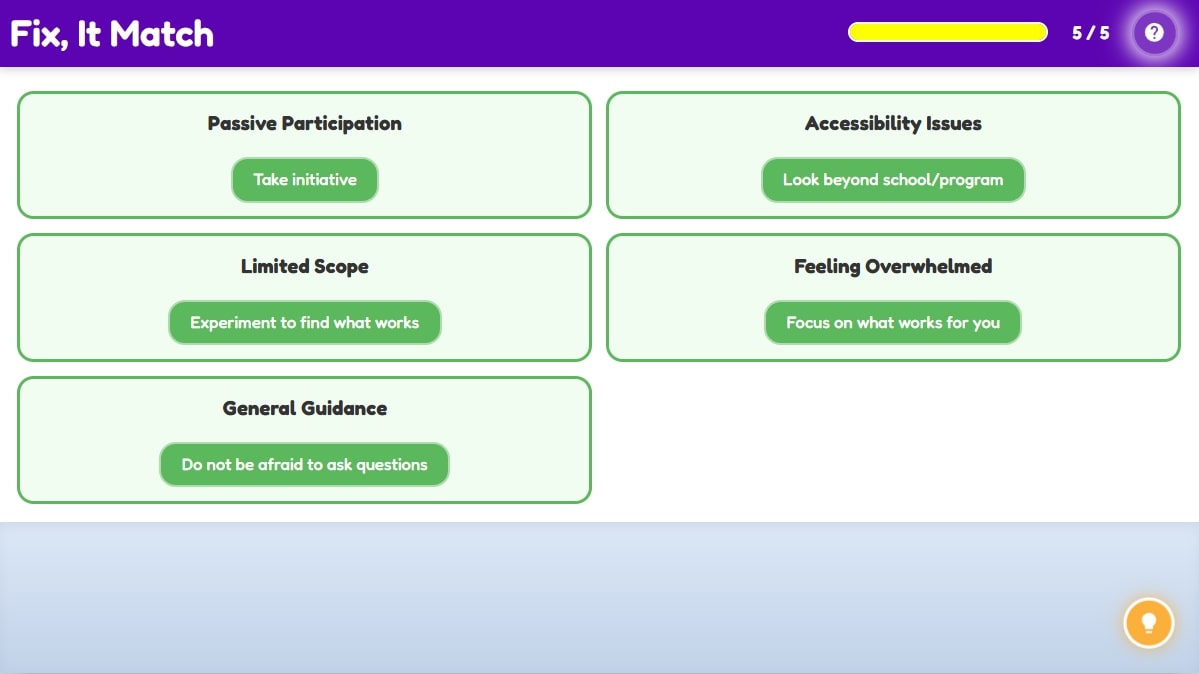 Fix, It Match
5 / 5
Passive Participation
Take initiative
Accessibility Issues
Look beyond school/program
Limited Scope
Experiment to find what works
Feeling Overwhelmed
Focus on what works for you
General Guidance
Do not be afraid to ask questions